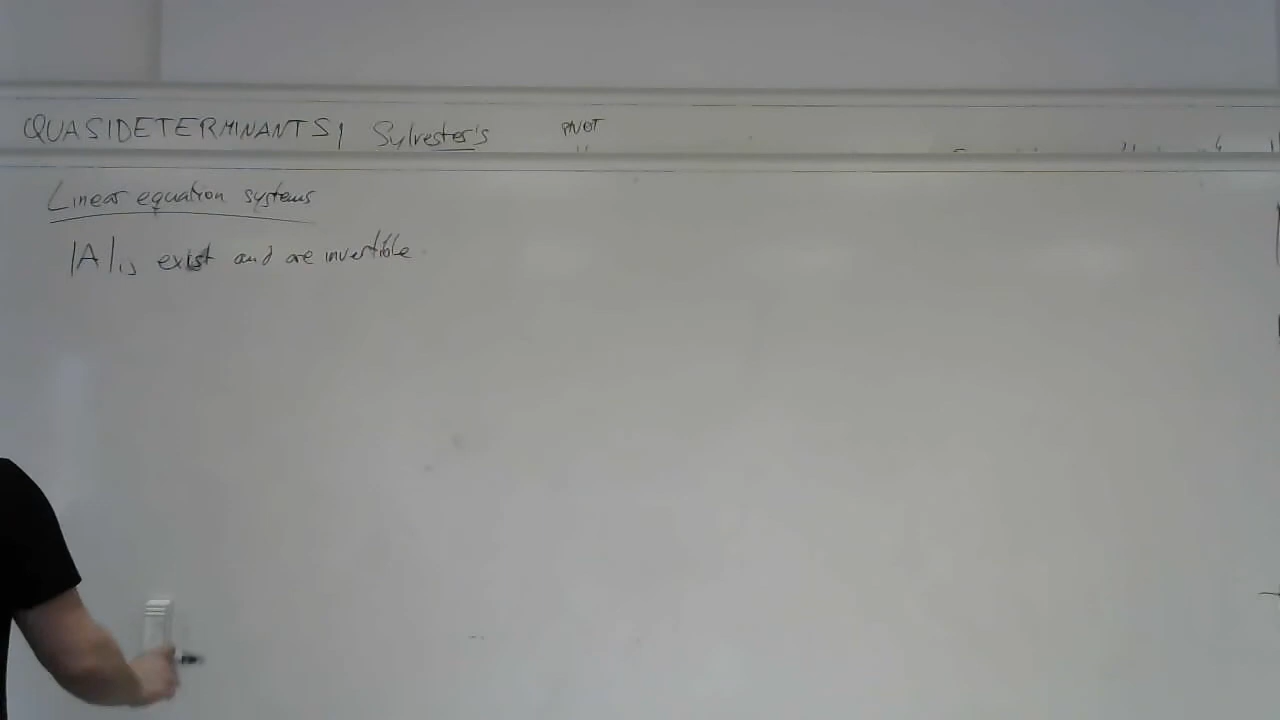 QUASIDETERMINANTS, Sylvester's PIVOT
Linear equation systems
|A|ij exist and are invertible